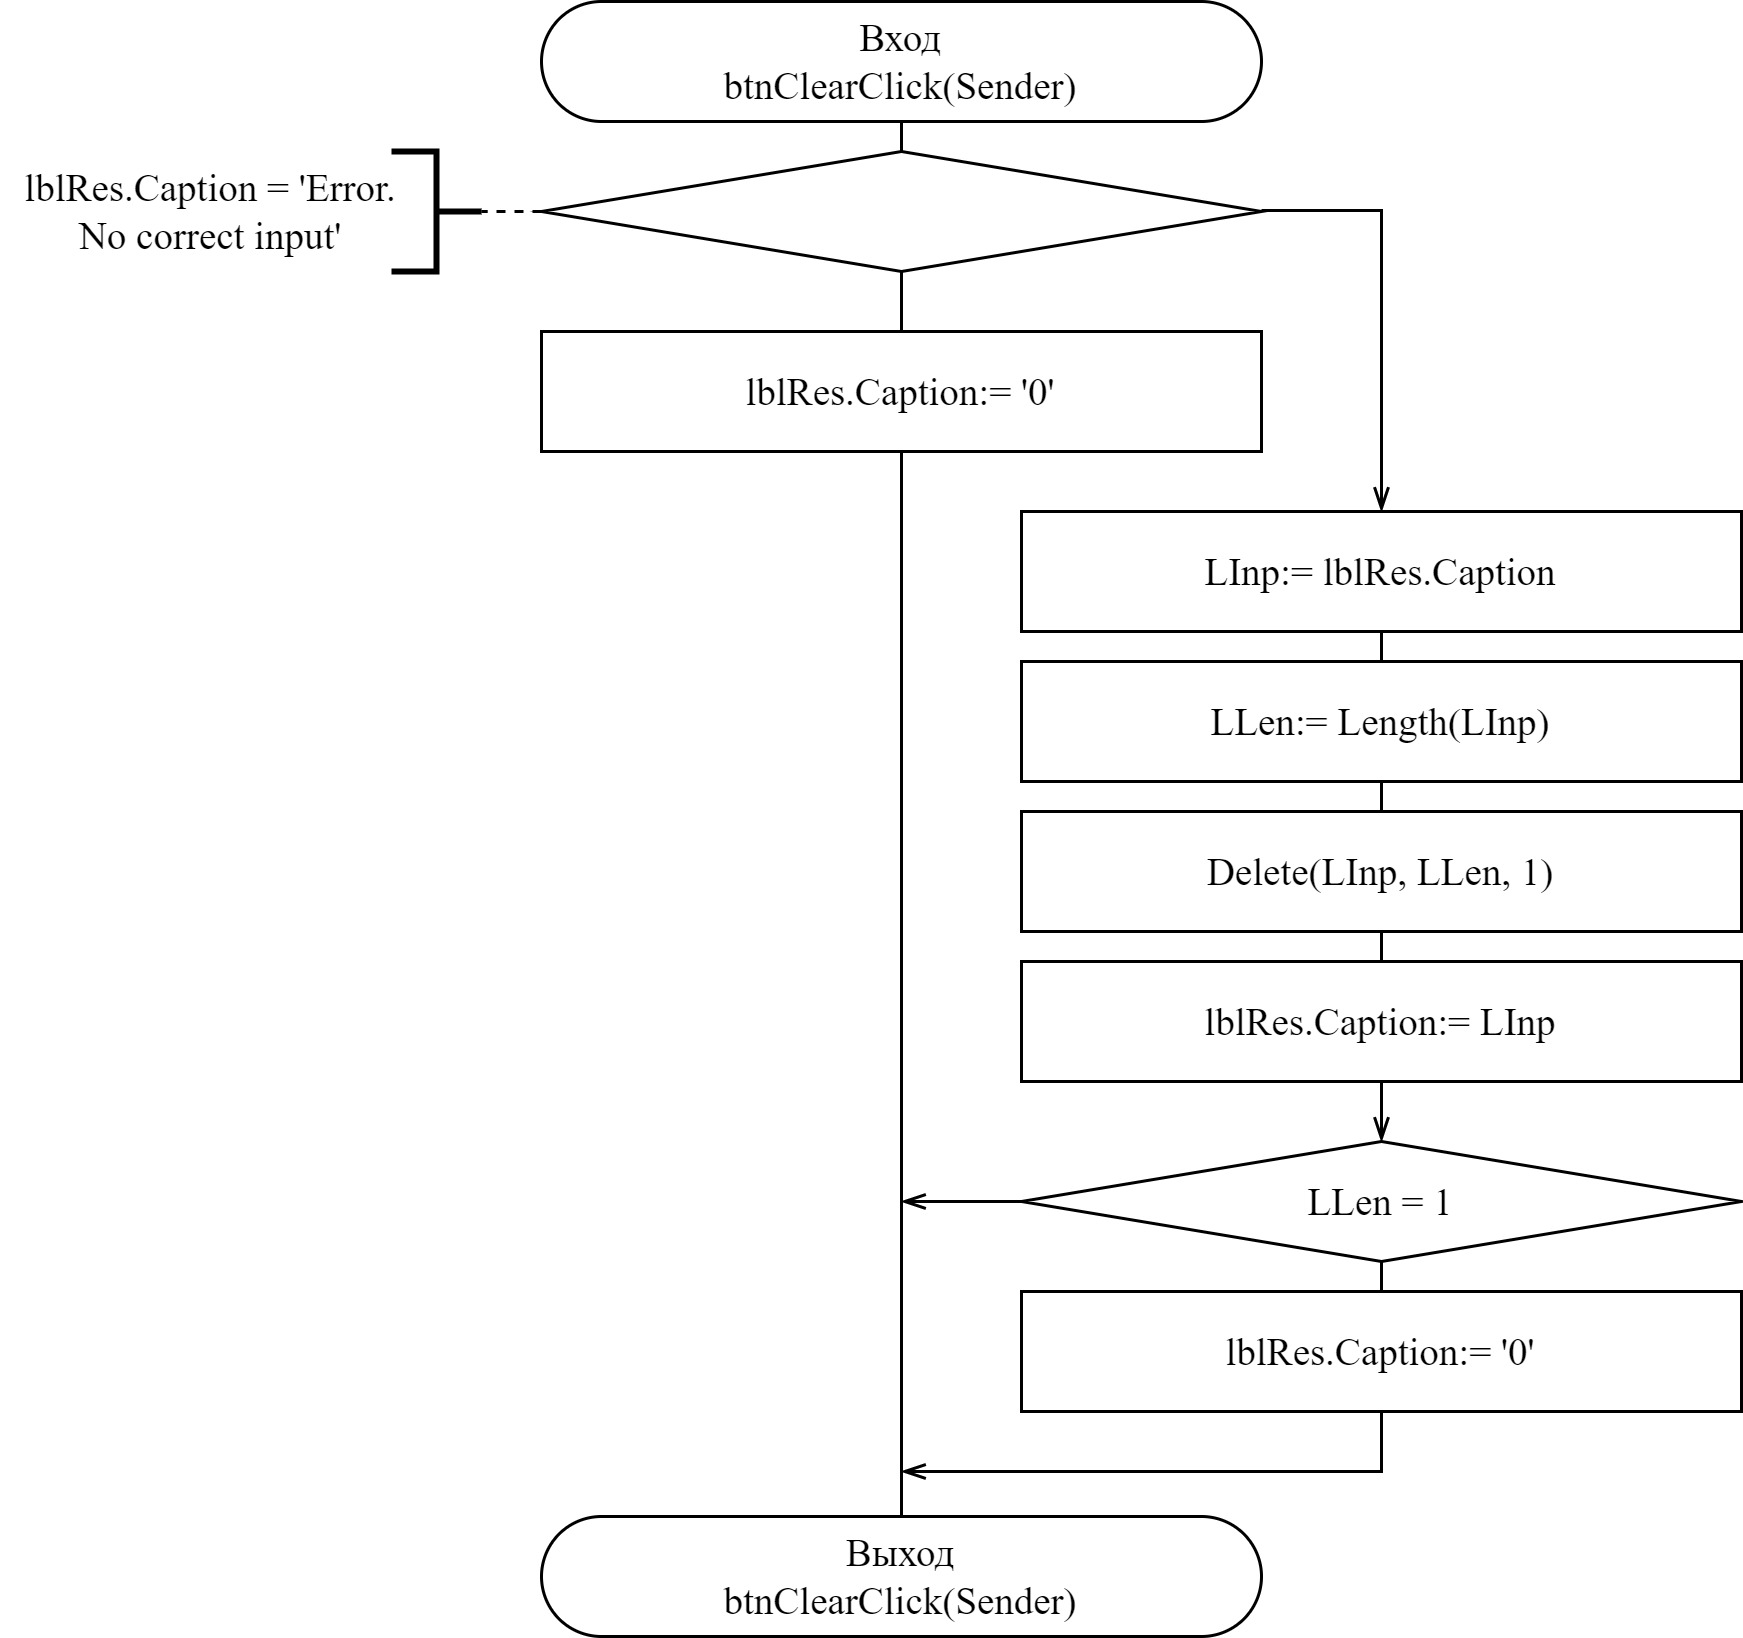 Вход
btnClearClick(Sender)
lblRes.Caption = 'Error.
No correct input'
lblRes.Caption:= '0'
LInp:= lblRes.Caption
LLen:= Length(LInp)
Delete(LInp, LLen, 1)
lblRes.Caption:= LInp
LLen = 1
lblRes.Caption:= '0'
Выход
btnClearClick(Sender)